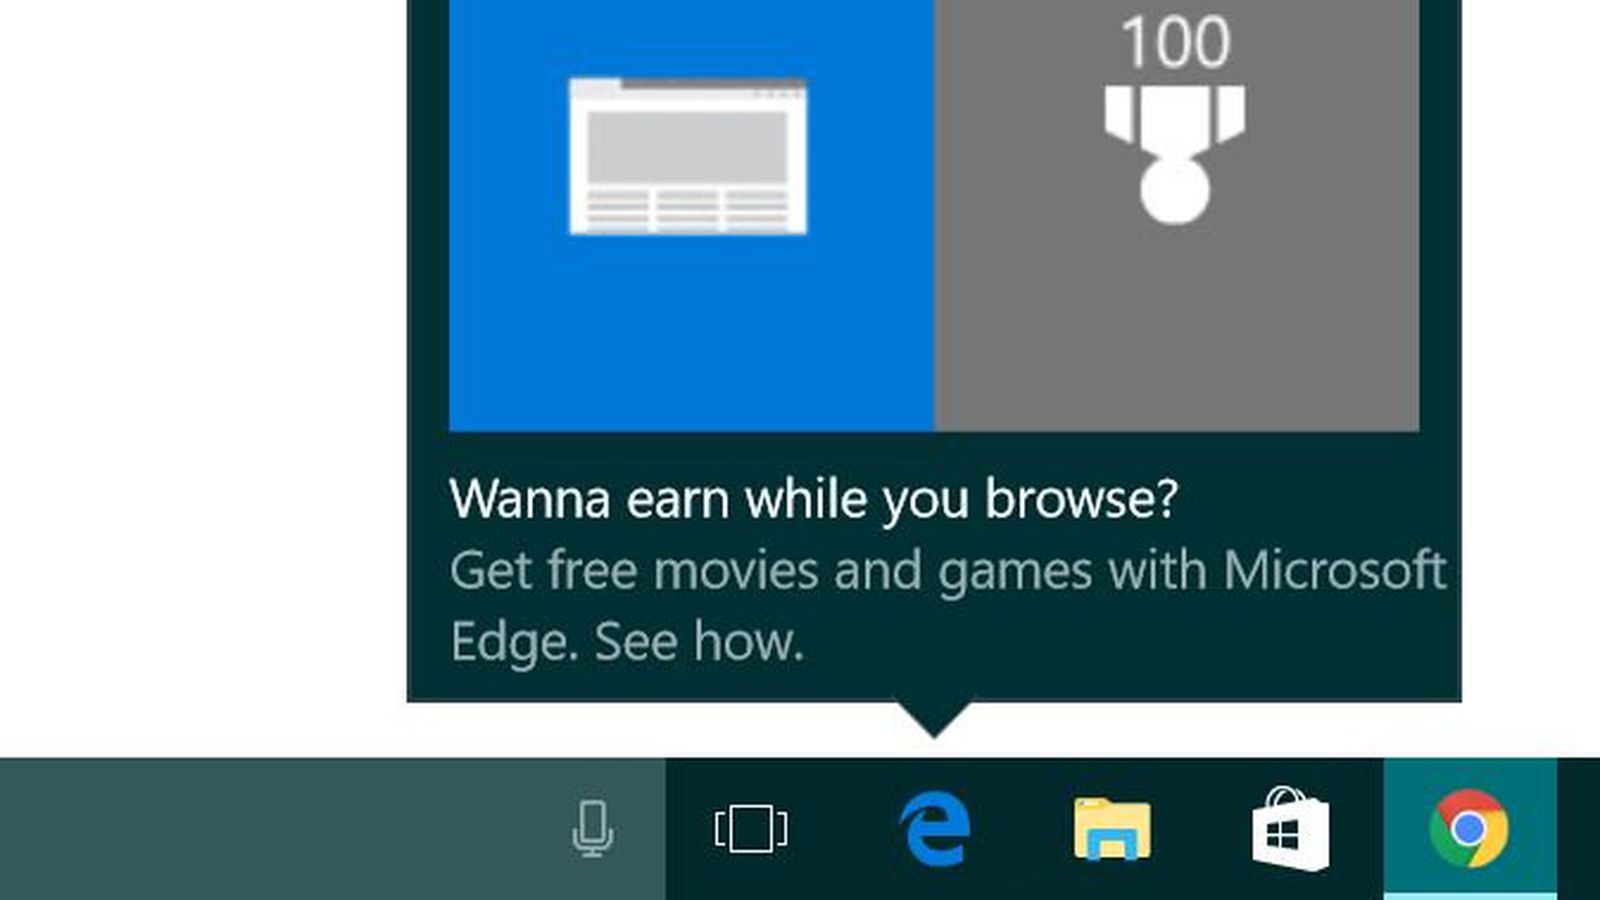 100
Wanna earn while you browse?
Get free movies and games with Microsoft
Edge. See how.